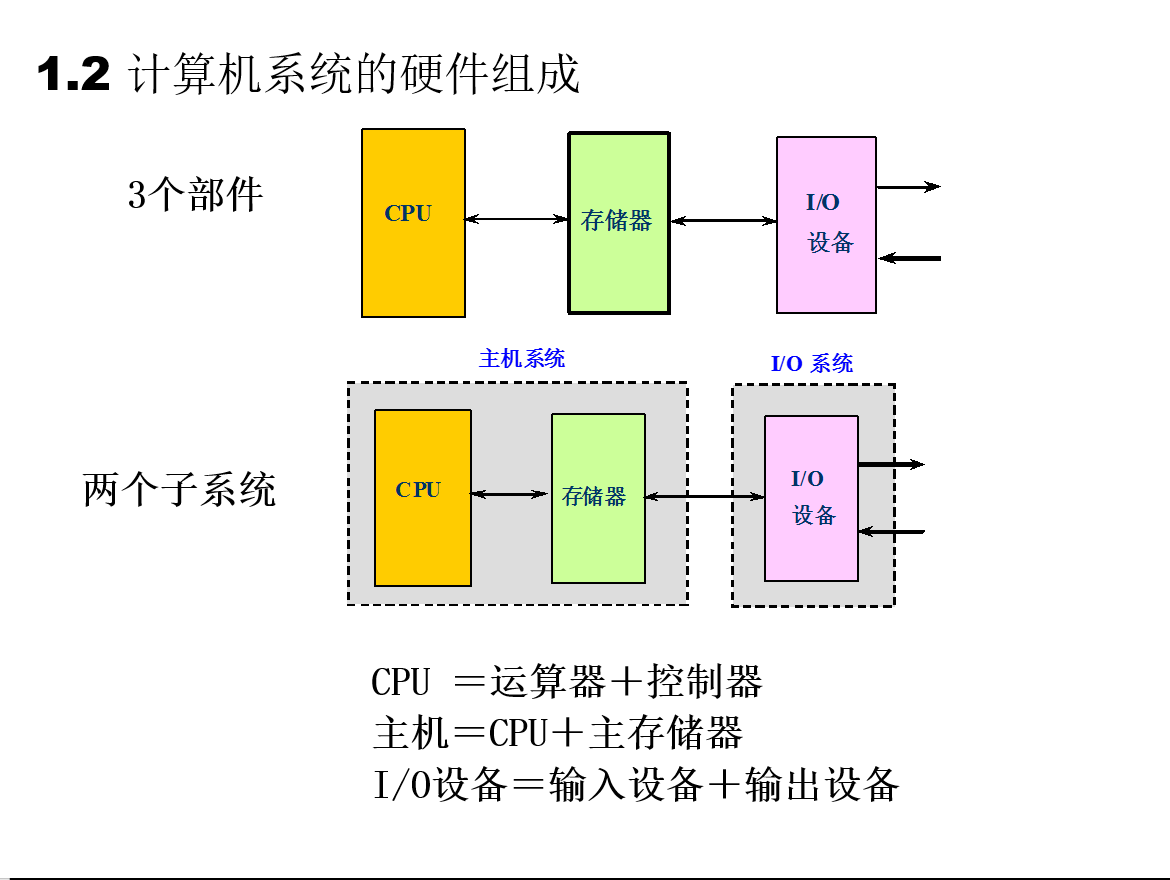 1.2 计算机系统的硬件组成
3个部件
CPU
存储器
I/O
设备
主机系统
I/O 系统
两个子系统
CPU
存储器
I/O
设备
CPU ＝运算器＋控制器
主机＝CPU＋主存储器
I/O设备＝输入设备＋输出设备